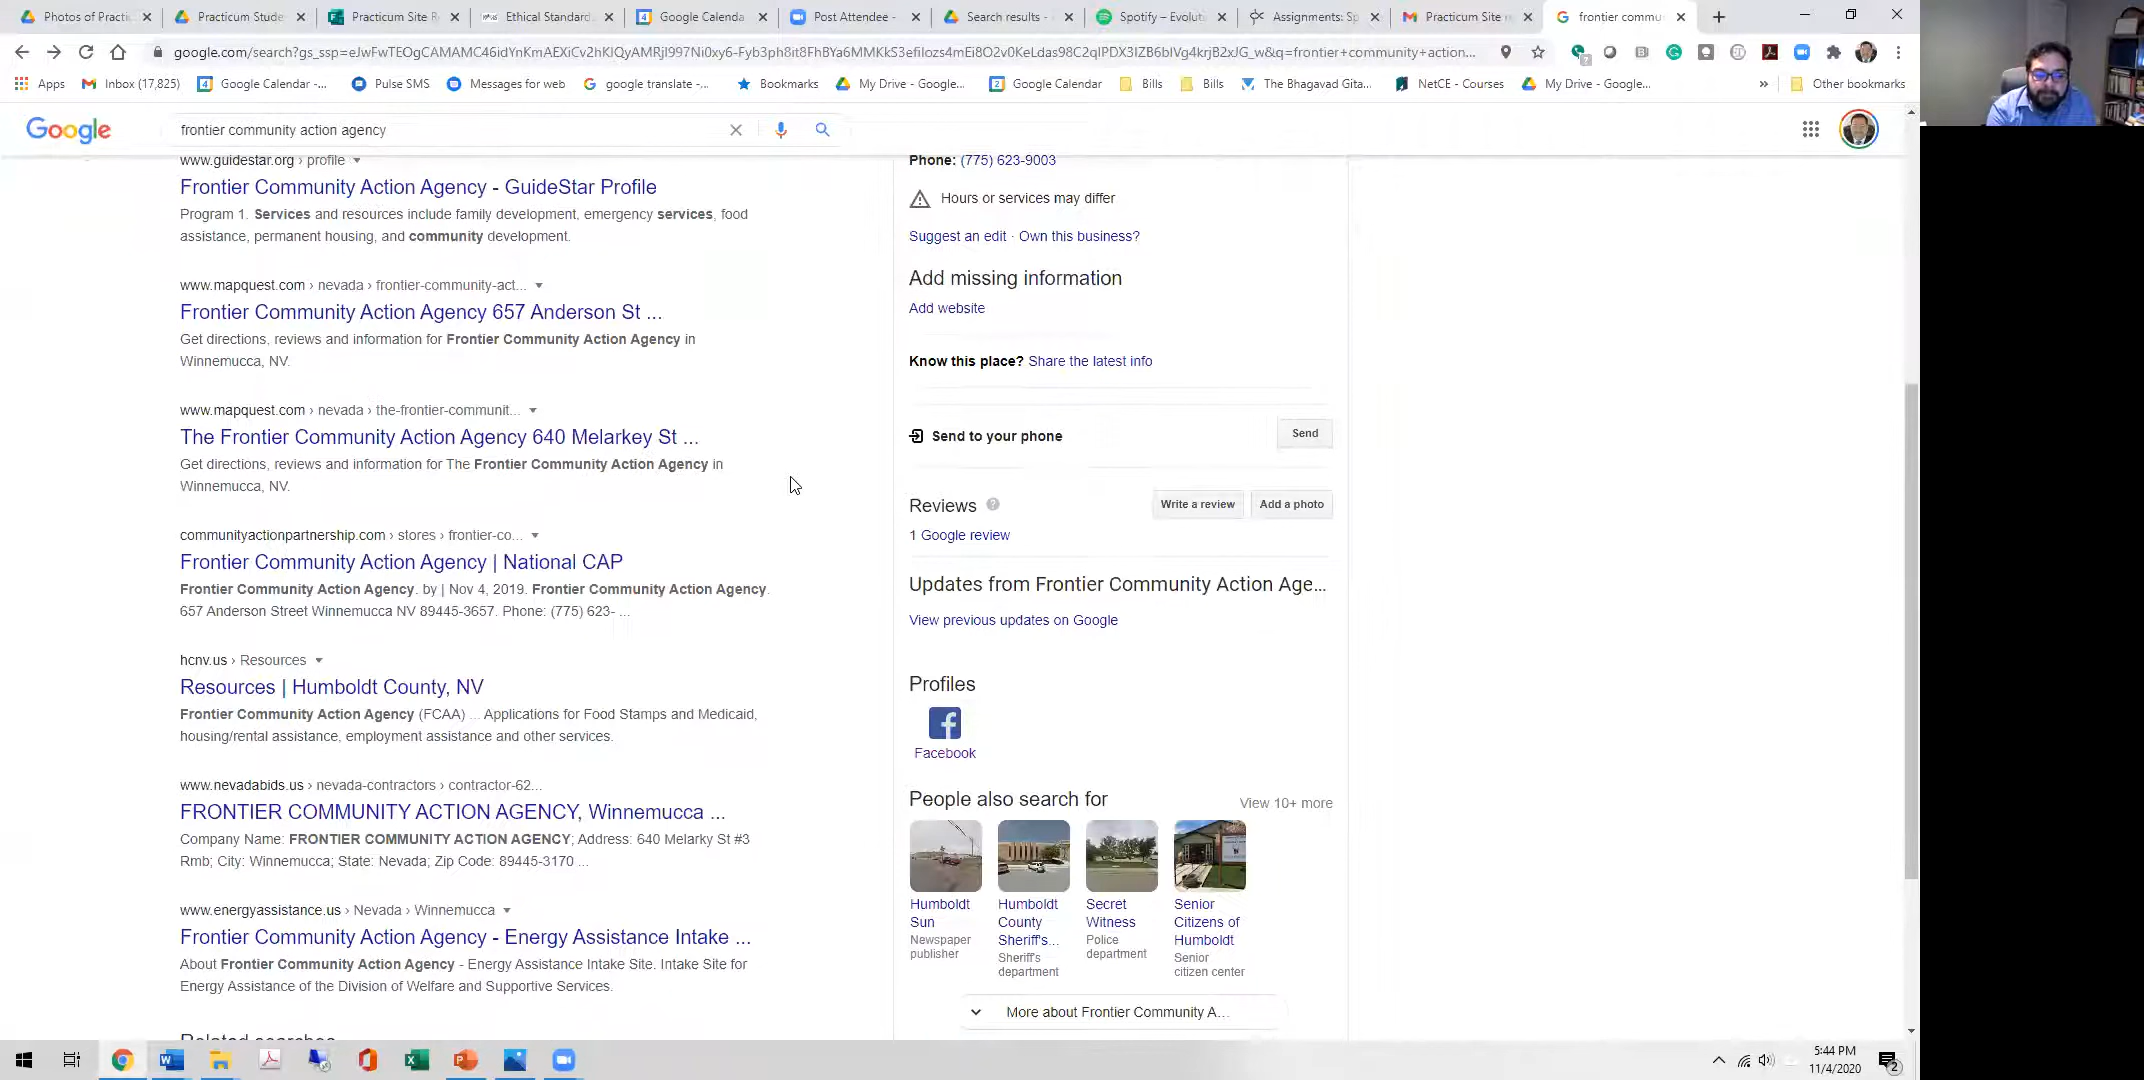 Photos of Practi
Practicum Stude
Practicum Site R
Ethical Standard
Google Calenda
Post Attendee -
Search results -
Spotify – Evolut
Assignments: Sp
Practicum Site r
frontier commu
google.com/search?gs_ssp=
&q=frontier+community+action...
Apps
Inbox (17,825)
Google Calendar -...
Pulse SMS
Messages for web
google translate -...
Bookmarks
My Drive - Google...
Google Calendar
Bills
Bills
The Bhagavad Gita...
NetCE - Courses
My Drive - Google...
Other bookmarks
Google
frontier community action agency
www.guidestar.org › profile
Frontier Community Action Agency - GuideStar Profile
Program 1. Services and resources include family development, emergency services, food
assistance, permanent housing, and community development.
www.mapquest.com › nevada › frontier-community-act...
Frontier Community Action Agency 657 Anderson St ...
Get directions, reviews and information for Frontier Community Action Agency in
Winnemucca, NV.
www.mapquest.com › nevada › the-frontier-communit...
The Frontier Community Action Agency 640 Melarkey St ...
Get directions, reviews and information for The Frontier Community Action Agency in
Winnemucca, NV.
communityactionpartnership.com › stores › frontier-co...
Frontier Community Action Agency | National CAP
Frontier Community Action Agency. by | Nov 4, 2019. Frontier Community Action Agency.
657 Anderson Street Winnemucca NV 89445-3657. Phone: (775) 623- ...
hcnv.us › Resources
Resources | Humboldt County, NV
Frontier Community Action Agency (FCAA) ... Applications for Food Stamps and Medicaid,
housing/rental assistance, employment assistance and other services.
www.nevadabids.us › nevada-contractors › contractor-62...
FRONTIER COMMUNITY ACTION AGENCY, Winnemucca ...
Company Name: FRONTIER COMMUNITY ACTION AGENCY; Address: 640 Melarky St #3
Rmb; City: Winnemucca; State: Nevada; Zip Code: 89445-3170 ...
www.energyassistance.us › Nevada › Winnemucca
Frontier Community Action Agency - Energy Assistance Intake ...
About Frontier Community Action Agency - Energy Assistance Intake Site. Intake Site for
Energy Assistance of the Division of Welfare and Supportive Services.
Related searches
Phone: (775) 623-9003
Hours or services may differ
Suggest an edit · Own this business?
Add missing information
Add website
Know this place? Share the latest info
Send to your phone
Send
Reviews
Write a review
Add a photo
1 Google review
Updates from Frontier Community Action Age...
View previous updates on Google
Profiles
Facebook
People also search for
View 10+ more
Humboldt Sun
Newspaper publisher
Humboldt County Sheriff's...
Sheriff's department
Secret Witness
Police department
Senior Citizens of Humboldt
Senior citizen center
More about Frontier Community A...
5:44 PM
11/4/2020
2